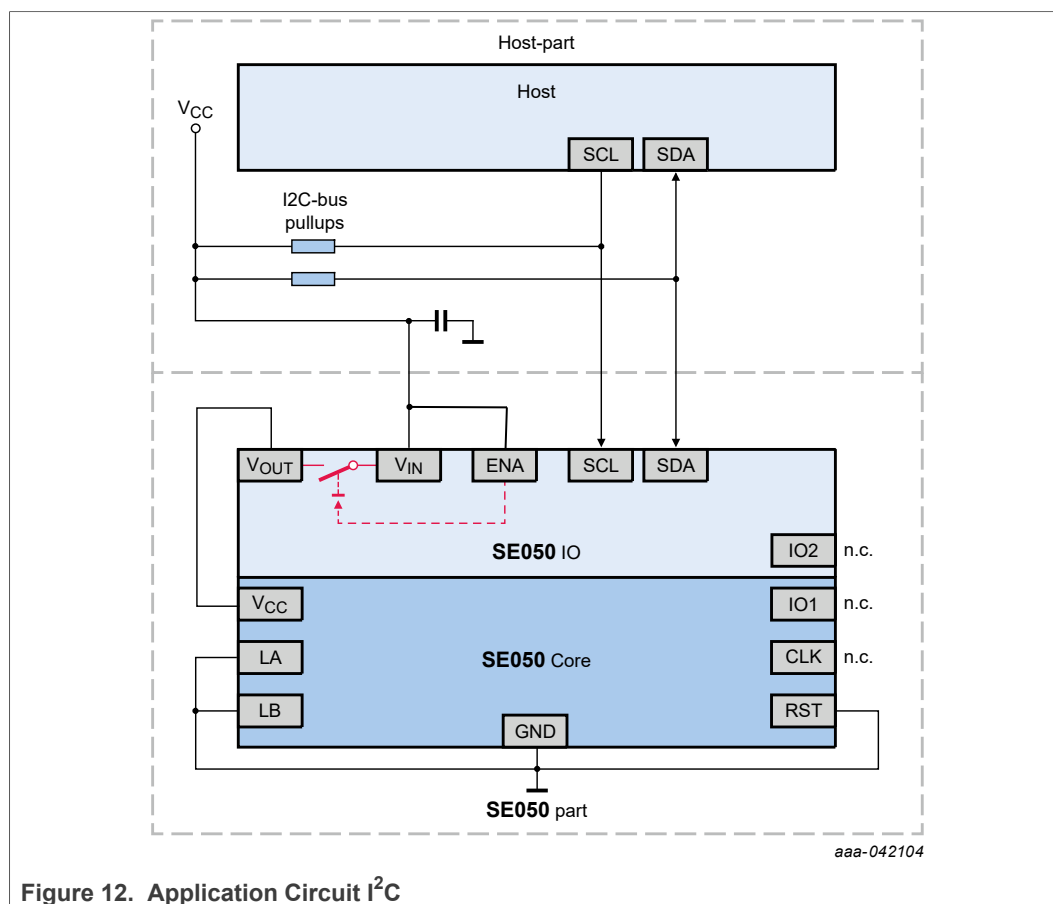 Host-part
Host
VCC
SCL
SDA
I2C-bus
pullups
VOUT
VIN
ENA
SCL
SDA
SE050 IO
IO2
n.c.
VCC
IO1
n.c.
LA
SE050 Core
CLK
n.c.
LB
RST
GND
SE050 part
aaa-042104
Figure 12. Application Circuit I²C